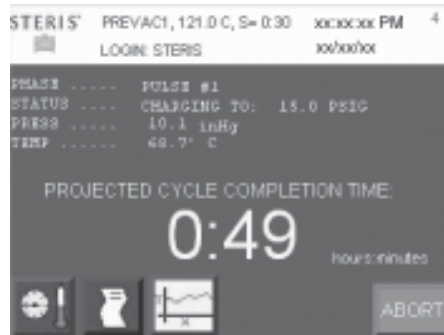 STERIS PREVAC1, 121.0 C, S= 0:30 xx:xx:xx PM 4
LOGIN: STERIS xx/xx/xx
PHASE ..... PULSE #1
STATUS .... CHARGING TO: 15.0 PSIG
PRESS ..... 10.1 inHg
TEMP ...... 68.7° C
PROJECTED CYCLE COMPLETION TIME:
0:49
hours:minutes
ABORT